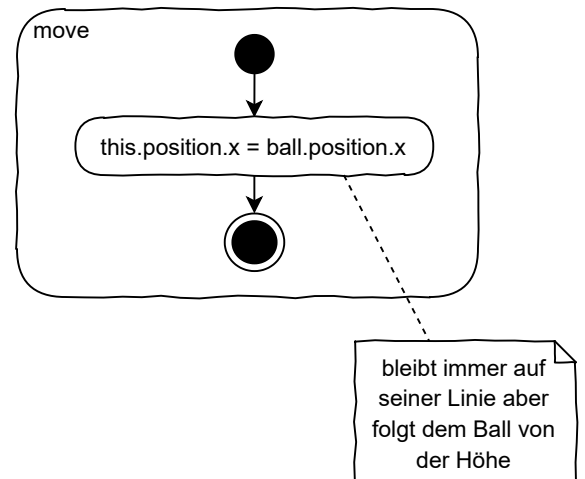 move
this.position.x = ball.position.x
bleibt immer auf
seiner Linie aber
folgt dem Ball von
der Höhe